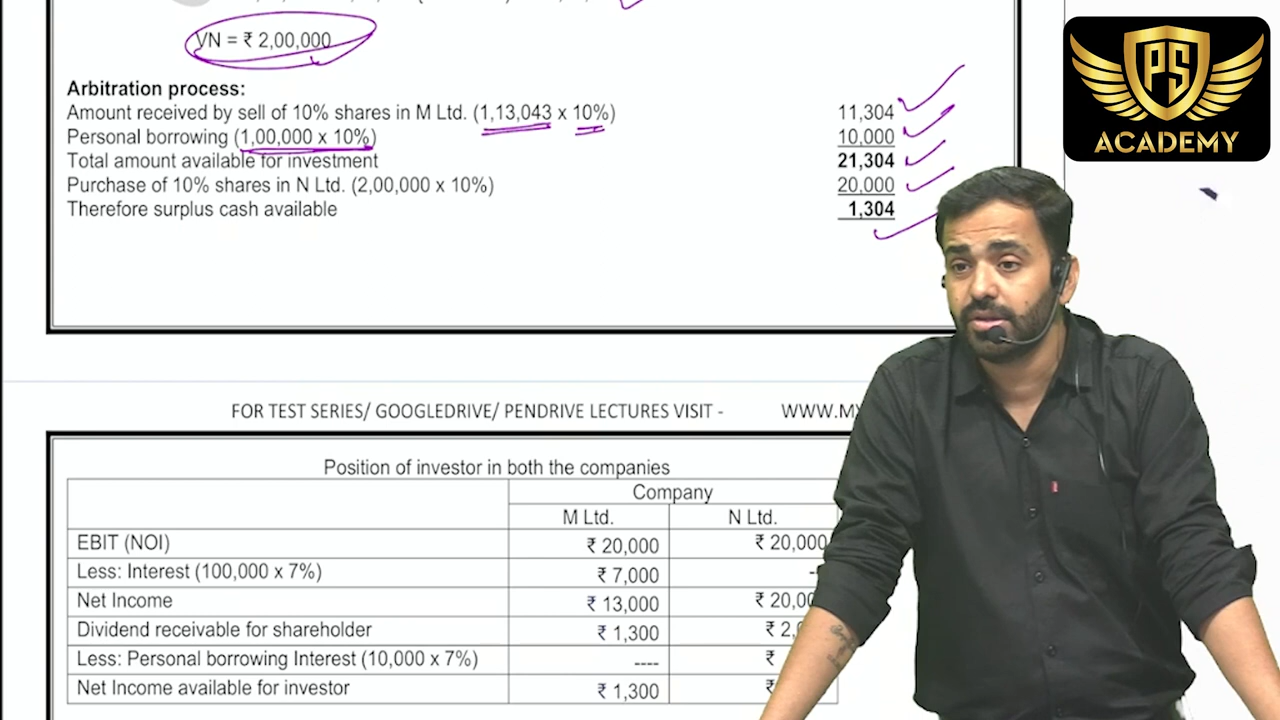 VN = ₹ 2,00,000
PS
ACADEMY
Arbitration process:
Amount received by sell of 10% shares in M Ltd. (1,13,043 x 10%) 11,304
Personal borrowing (1,00,000 x 10%) 10,000
Total amount available for investment 21,304
Purchase of 10% shares in N Ltd. (2,00,000 x 10%) 20,000
Therefore surplus cash available 1,304
FOR TEST SERIES/ GOOGLEDRIVE/ PENDRIVE LECTURES VISIT -
Position of investor in both the companies
Company
M Ltd. N Ltd.
EBIT (NOI) ₹ 20,000 ₹ 20,000
Less: Interest (100,000 x 7%) ₹ 7,000 --
Net Income ₹ 13,000 ₹ 20,00
Dividend receivable for shareholder ₹ 1,300 ₹ 2,
Less: Personal borrowing Interest (10,000 x 7%) ---- ₹
Net Income available for investor ₹ 1,300 ₹